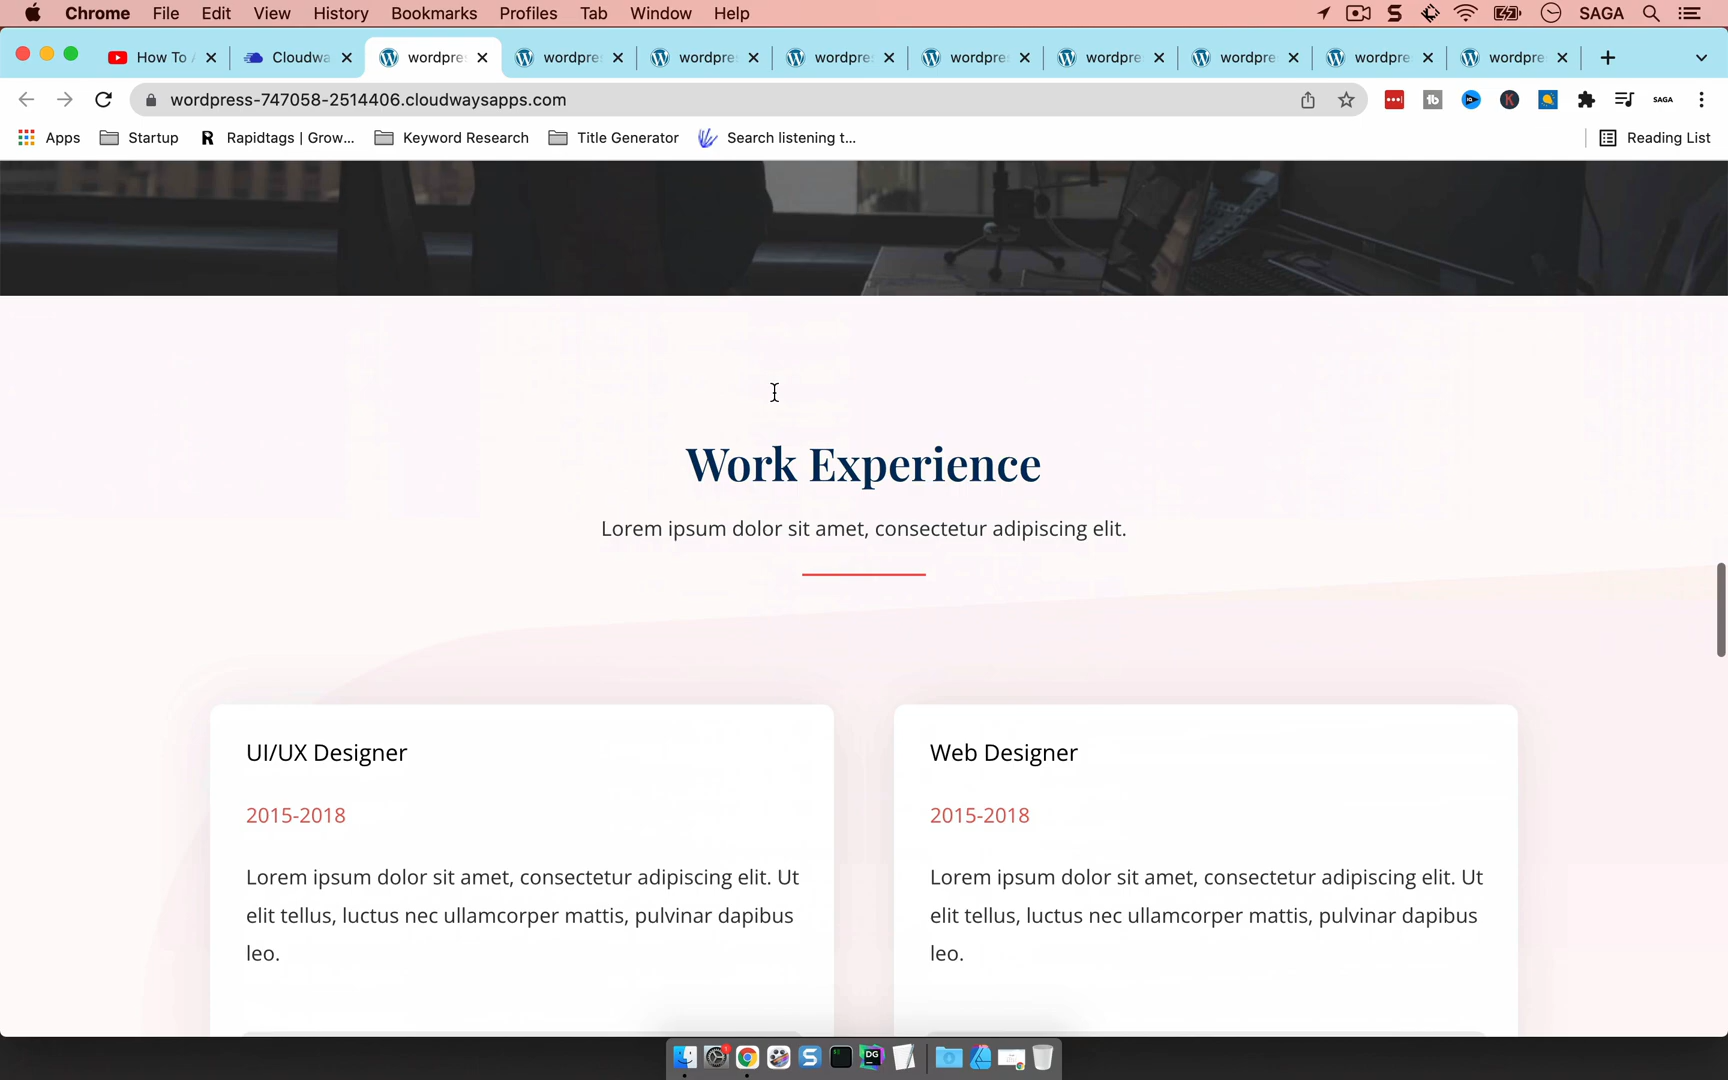 Chrome File Edit View History Bookmarks Profiles Tab Window Help SAGA
How To Cloudwa wordpre wordpre wordpre wordpre wordpre wordpre wordpre wordpre wordpre
wordpress-747058-2514406.cloudwaysapps.com
Apps Startup Rapidtags | Grow... Keyword Research Title Generator Search listening t... Reading List
Work Experience
Lorem ipsum dolor sit amet, consectetur adipiscing elit.
UI/UX Designer
2015-2018
Lorem ipsum dolor sit amet, consectetur adipiscing elit. Ut
elit tellus, luctus nec ullamcorper mattis, pulvinar dapibus
leo.
Web Designer
2015-2018
Lorem ipsum dolor sit amet, consectetur adipiscing elit. Ut
elit tellus, luctus nec ullamcorper mattis, pulvinar dapibus
leo.